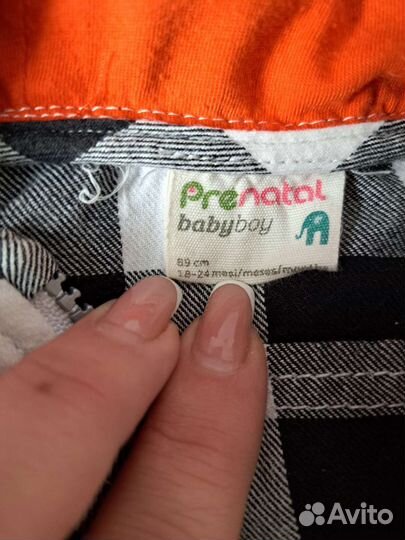 Prenatal
babyboy
89 cm
18-24 mesi/meses/
Avito